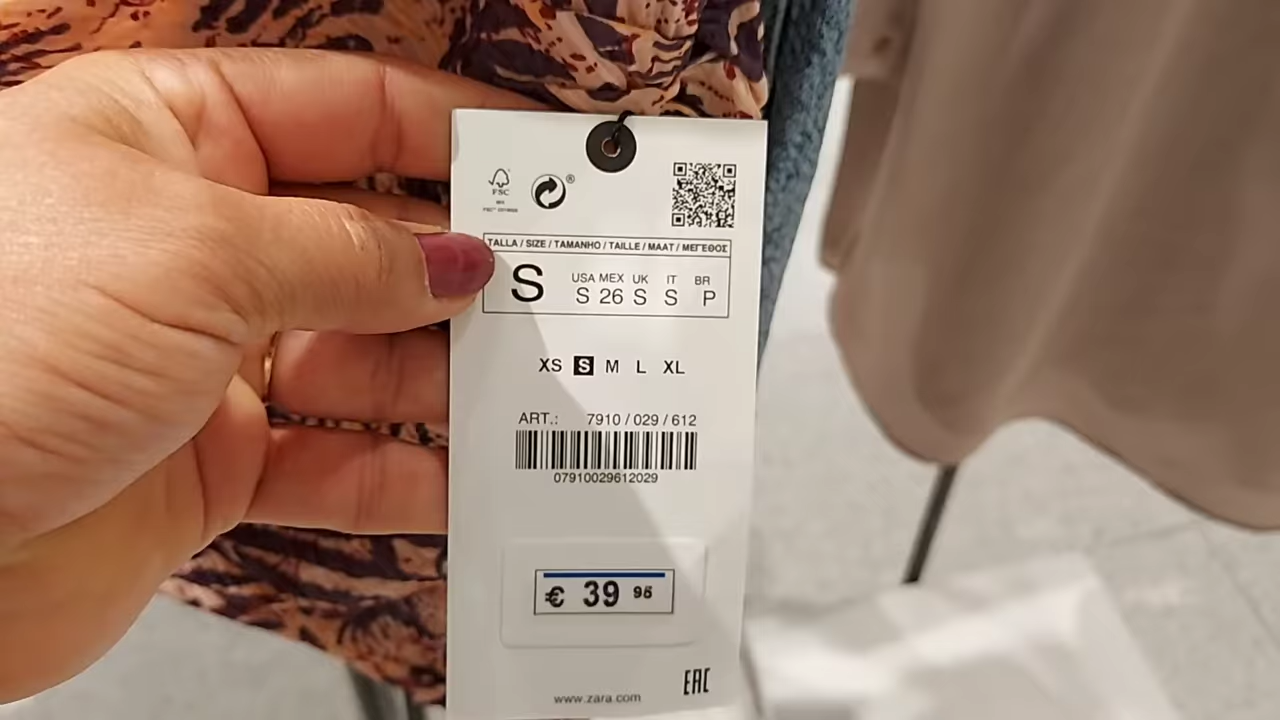 FSC
®
TALLA / SIZE / TAMANHO / TAILLE / MAAT / ΜΕΓΕΘΟΣ
S
USA MEX UK IT BR
S 26 S S P
XS S M L XL
ART.: 7910 / 029 / 612
07910029612029
€ 39 95
www.zara.com
EAC